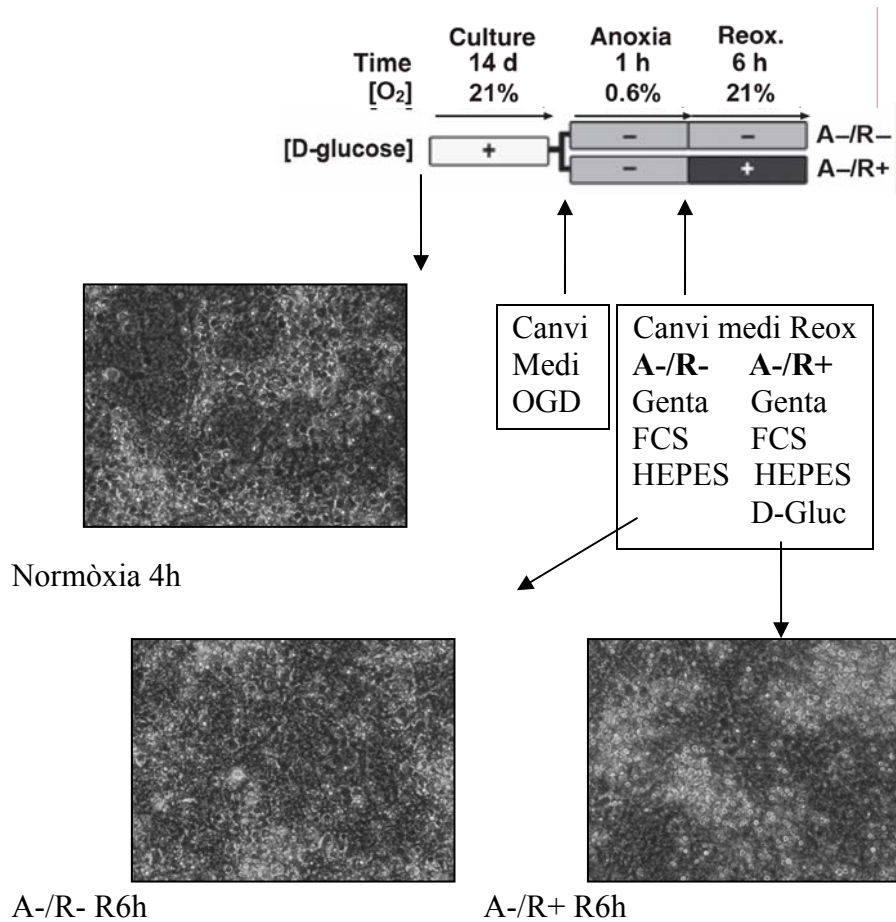 Culture Anoxia Reox.
Time 14 d 1 h 6 h
[O₂] 21% 0.6% 21%
[D-glucose] + – – A–/R–
– + A–/R+
Canvi
Medi
OGD
Canvi medi Reox
A-/R- A-/R+
Genta Genta
FCS FCS
HEPES HEPES
D-Gluc
Normòxia 4h
A-/R- R6h A-/R+ R6h